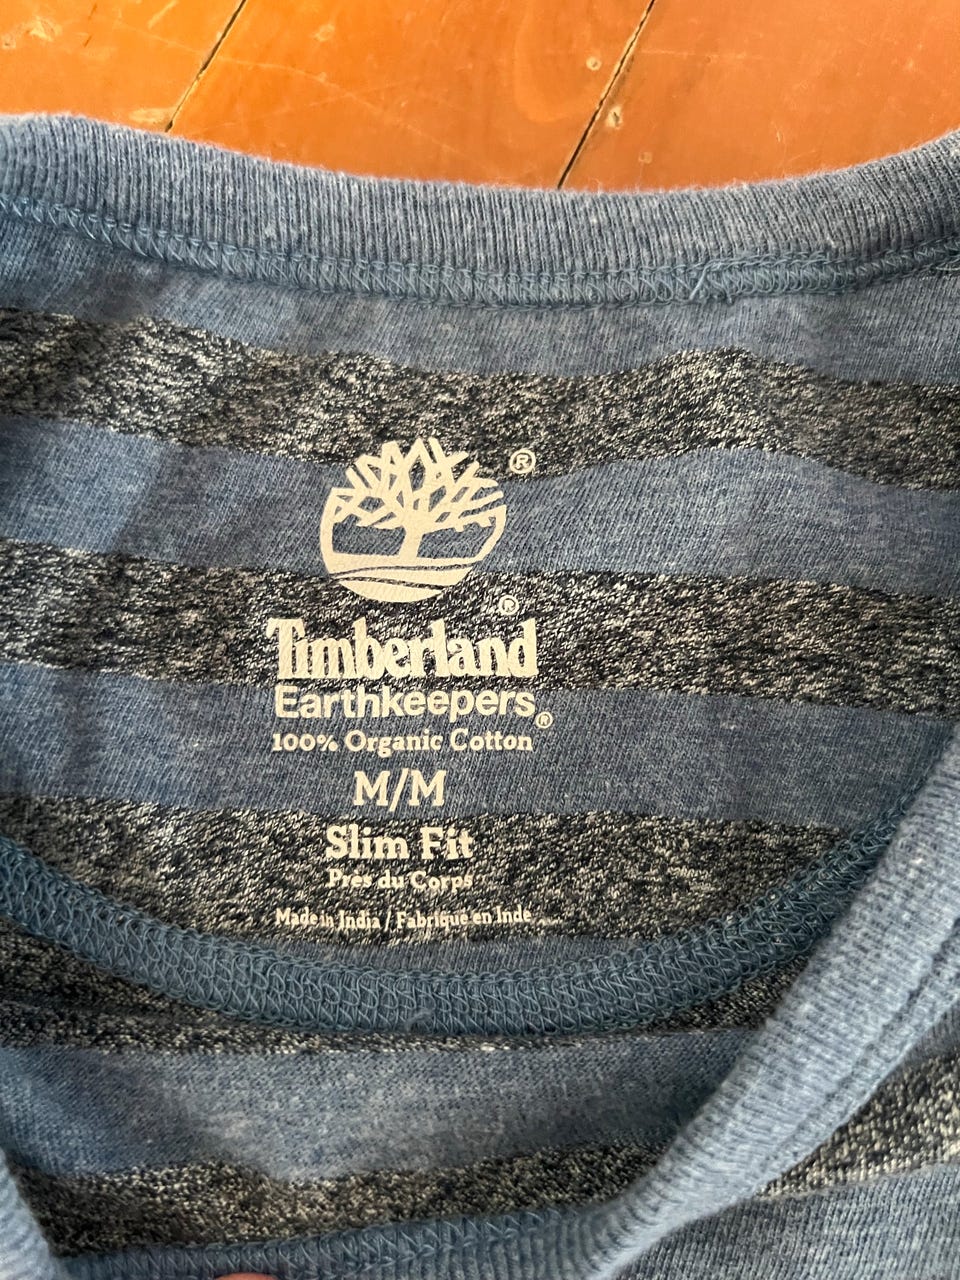 ®
®
Timberland
Earthkeepers®
100% Organic Cotton
M/M
Slim Fit
Près du Corps
Made in India / Fabriqué en Inde